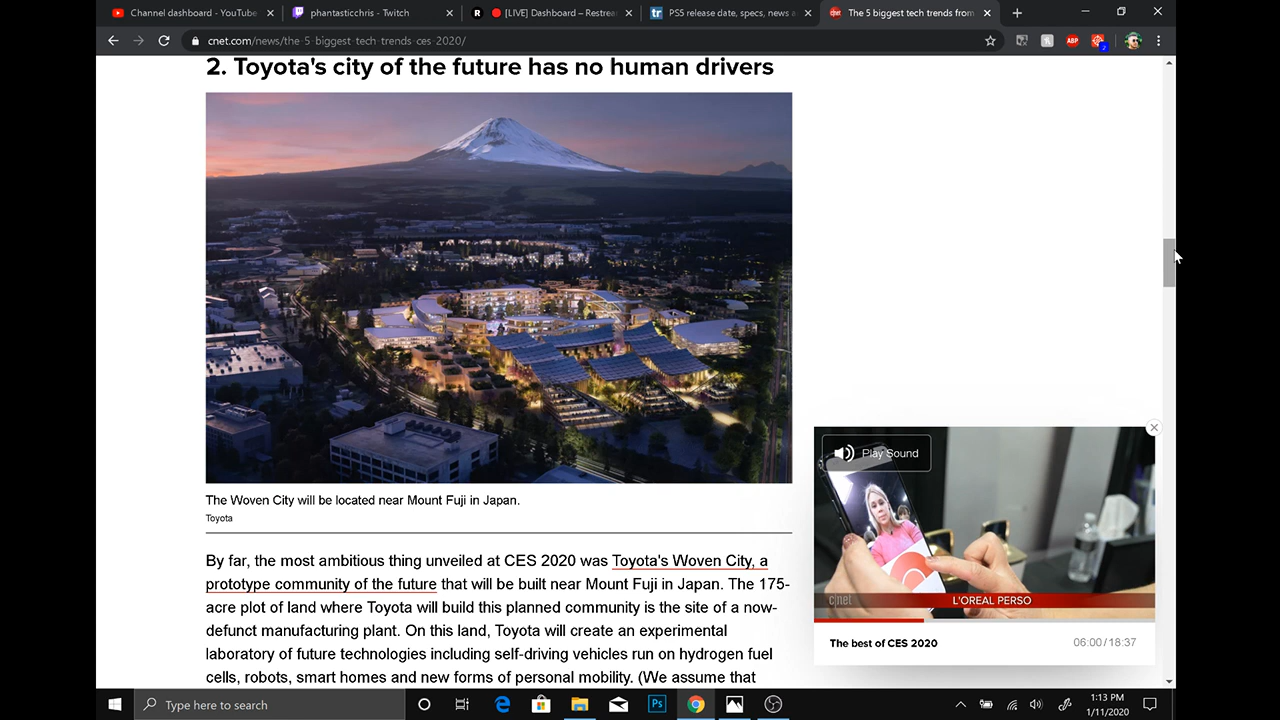 Channel dashboard - YouTube
phantasticchris - Twitch
[LIVE] Dashboard – Restrea
PS5 release date, specs, news a
The 5 biggest tech trends from
cnet.com/news/the-5-biggest-tech-trends-ces-2020/
ABP
2. Toyota's city of the future has no human drivers
The Woven City will be located near Mount Fuji in Japan.
Toyota
By far, the most ambitious thing unveiled at CES 2020 was Toyota's Woven City, a
prototype community of the future that will be built near Mount Fuji in Japan. The 175-
acre plot of land where Toyota will build this planned community is the site of a now-
defunct manufacturing plant. On this land, Toyota will create an experimental
laboratory of future technologies including self-driving vehicles run on hydrogen fuel
cells, robots, smart homes and new forms of personal mobility. (We assume that
Play Sound
c|net
L'OREAL PERSO
The best of CES 2020
06:00/18:37
Type here to search
Ps
1:13 PM
1/11/2020